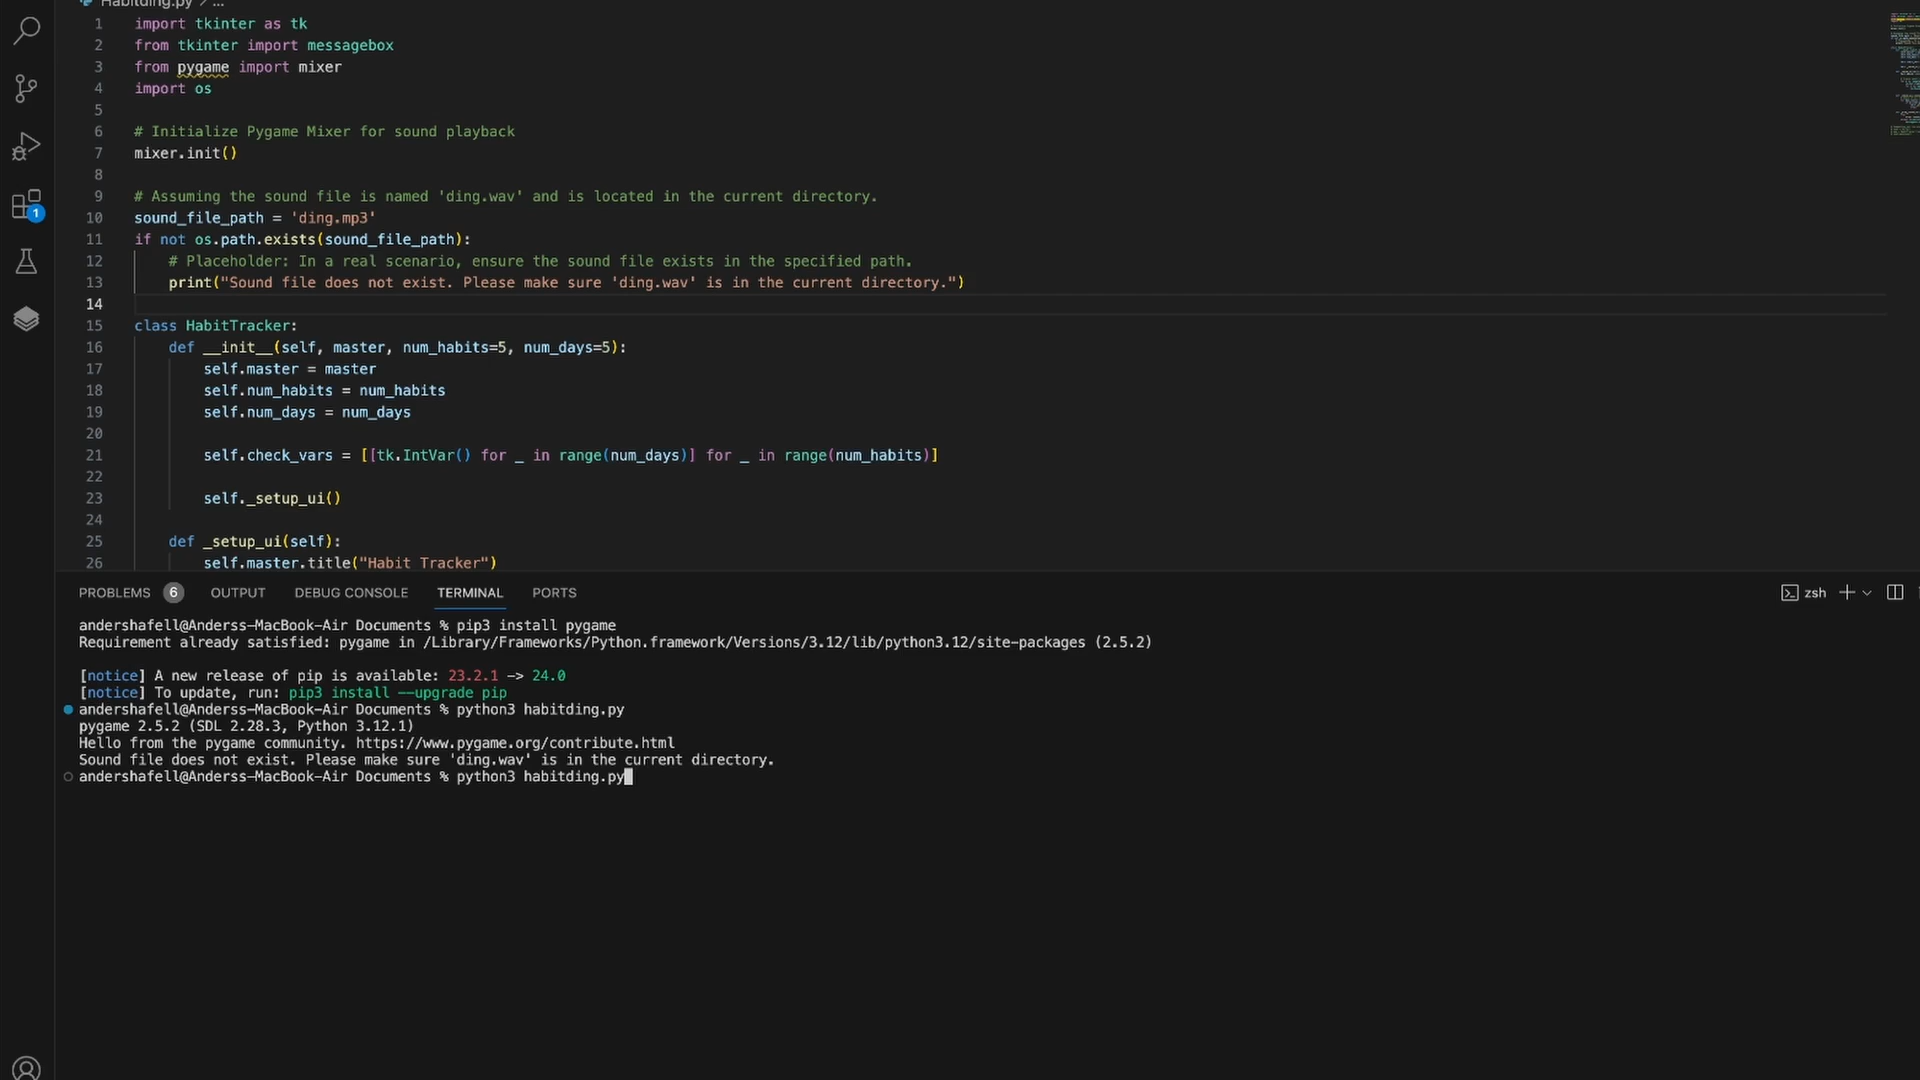 Habitding.py > ...
1 import tkinter as tk
2 from tkinter import messagebox
3 from pygame import mixer
4 import os
5
6 # Initialize Pygame Mixer for sound playback
7 mixer.init()
8
9 # Assuming the sound file is named 'ding.wav' and is located in the current directory.
10 sound_file_path = 'ding.mp3'
11 if not os.path.exists(sound_file_path):
12 # Placeholder: In a real scenario, ensure the sound file exists in the specified path.
13 print("Sound file does not exist. Please make sure 'ding.wav' is in the current directory.")
14
15 class HabitTracker:
16 def __init__(self, master, num_habits=5, num_days=5):
17 self.master = master
18 self.num_habits = num_habits
19 self.num_days = num_days
20
21 self.check_vars = [[tk.IntVar() for _ in range(num_days)] for _ in range(num_habits)]
22
23 self._setup_ui()
24
25 def _setup_ui(self):
26 self.master.title("Habit Tracker")
1
PROBLEMS 6 OUTPUT DEBUG CONSOLE TERMINAL PORTS zsh
andershafell@Anderss-MacBook-Air Documents % pip3 install pygame
Requirement already satisfied: pygame in /Library/Frameworks/Python.framework/Versions/3.12/lib/python3.12/site-packages (2.5.2)
[notice] A new release of pip is available: 23.2.1 -> 24.0
[notice] To update, run: pip3 install --upgrade pip
andershafell@Anderss-MacBook-Air Documents % python3 habitding.py
pygame 2.5.2 (SDL 2.28.3, Python 3.12.1)
Hello from the pygame community. https://www.pygame.org/contribute.html
Sound file does not exist. Please make sure 'ding.wav' is in the current directory.
andershafell@Anderss-MacBook-Air Documents % python3 habitding.py